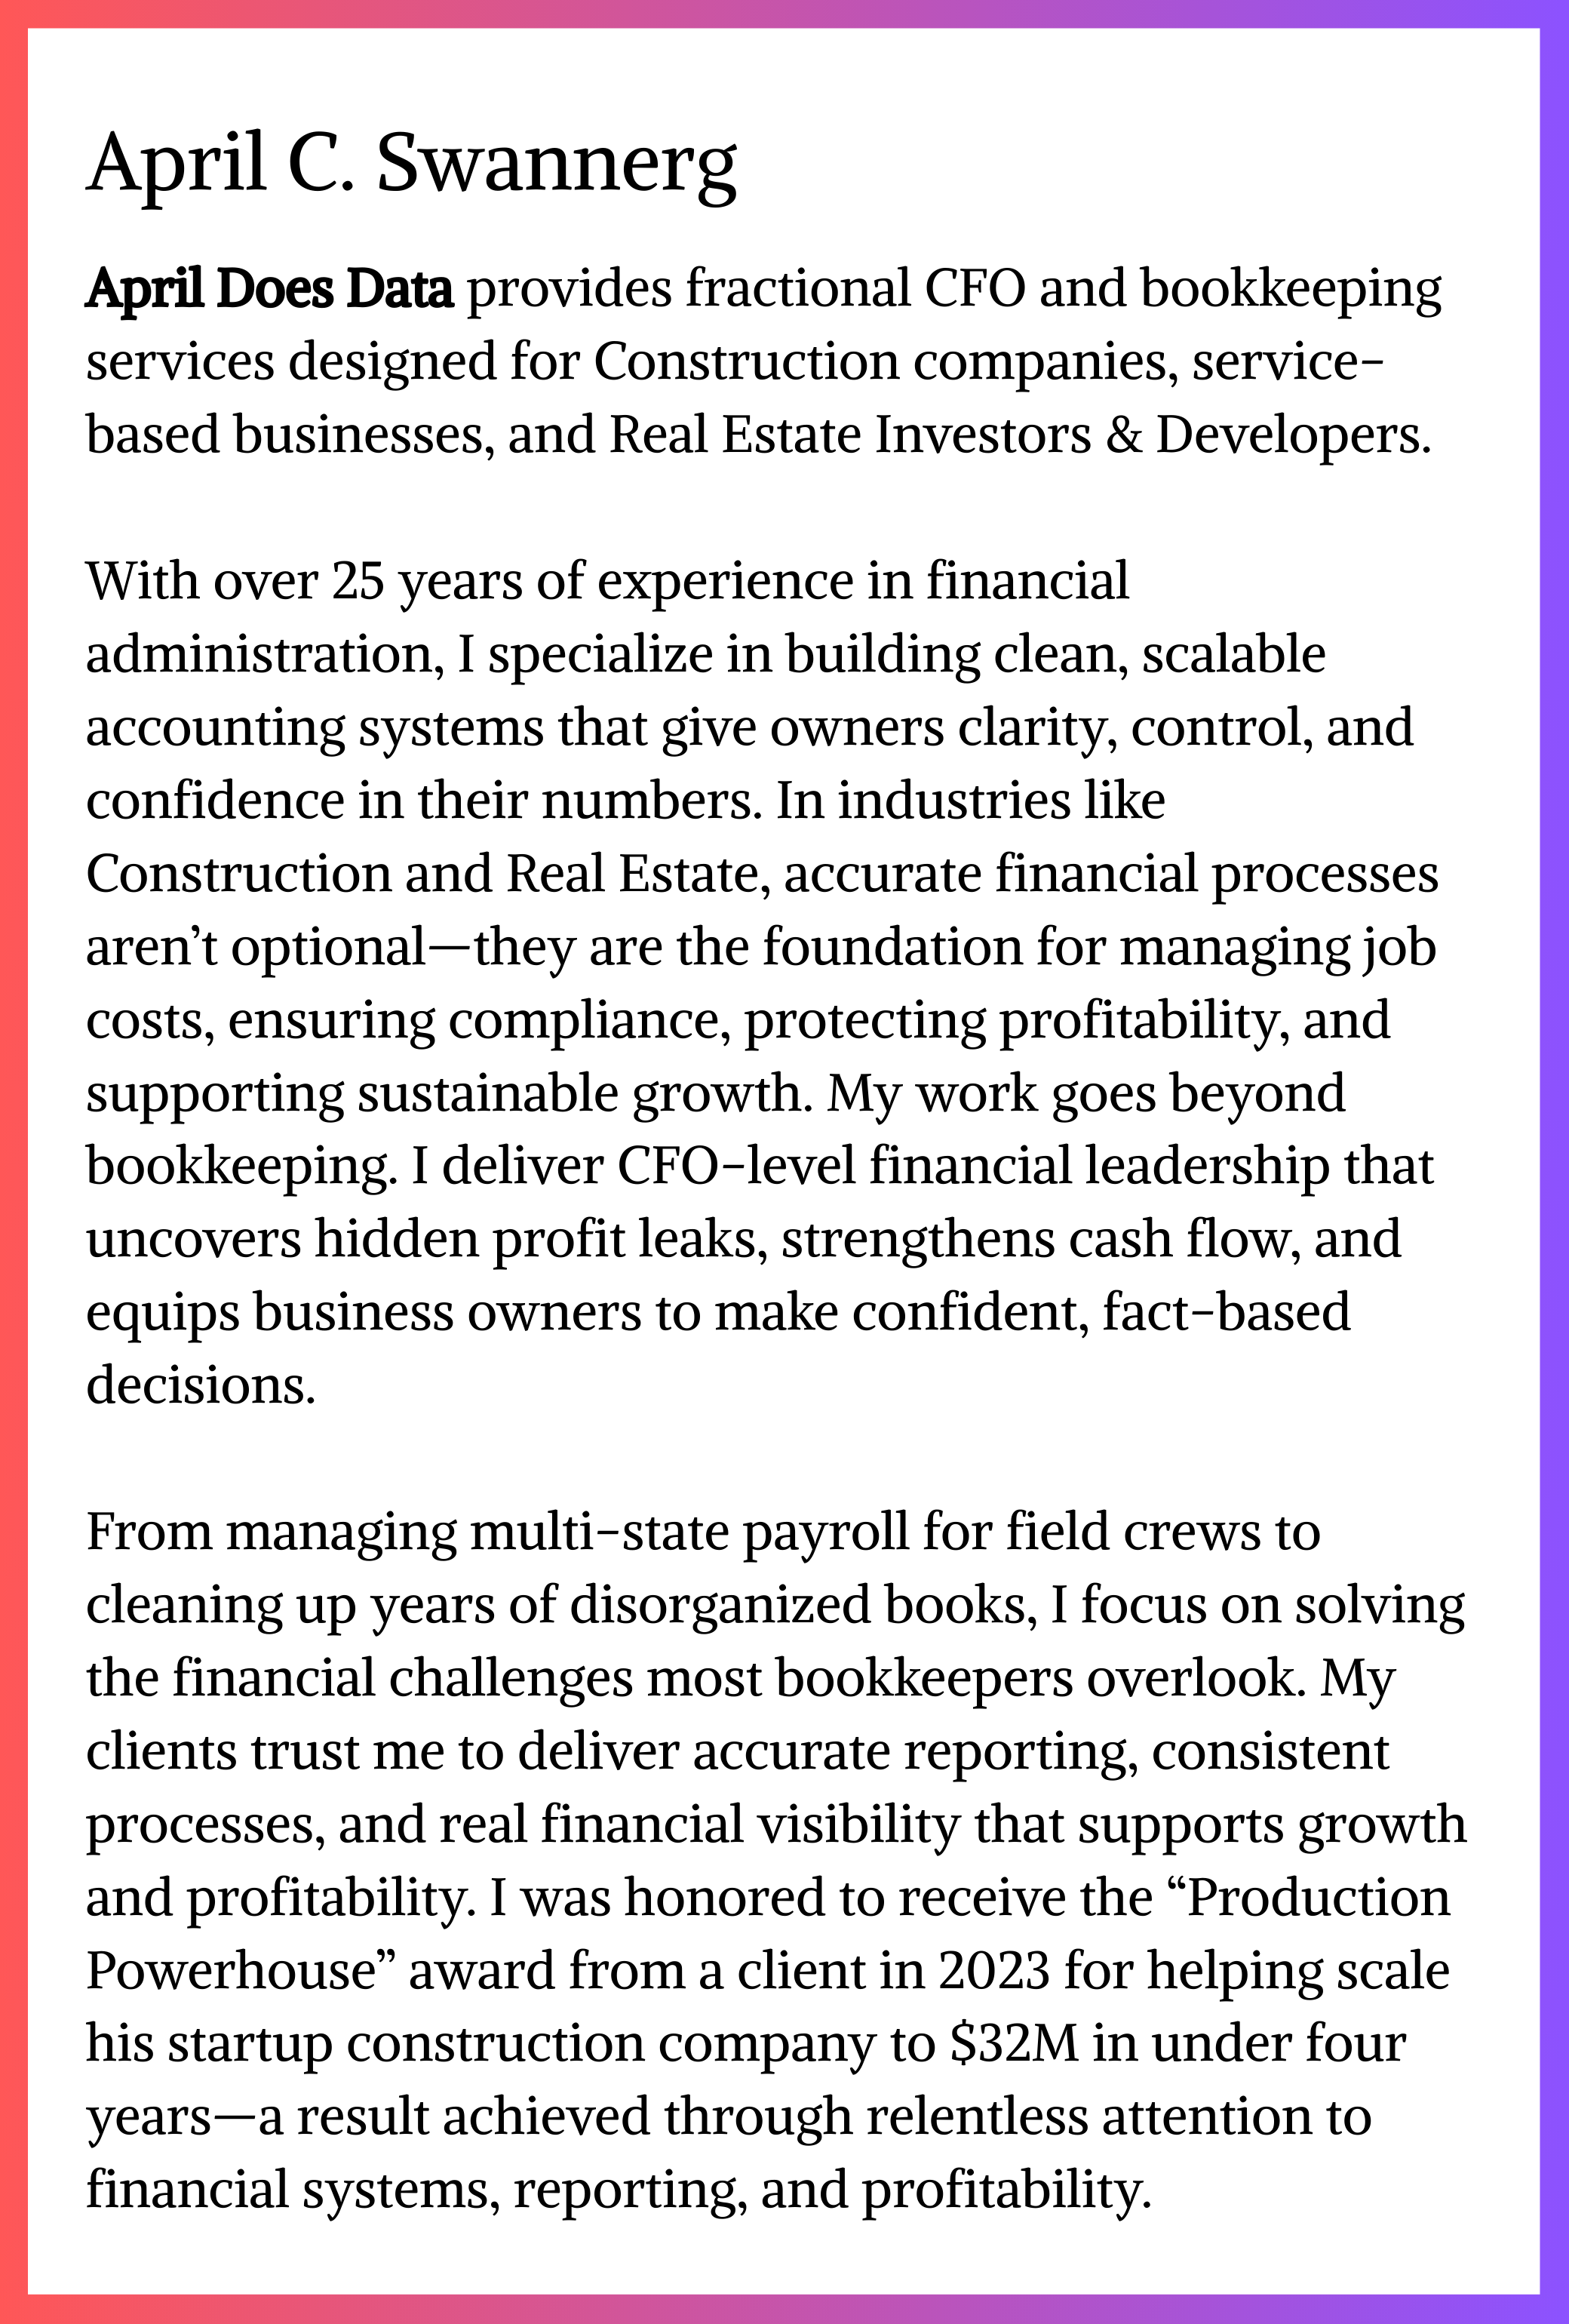 April C. Swannerg
April Does Data provides fractional CFO and bookkeeping
services designed for Construction companies, service-
based businesses, and Real Estate Investors & Developers.
With over 25 years of experience in financial
administration, I specialize in building clean, scalable
accounting systems that give owners clarity, control, and
confidence in their numbers. In industries like
Construction and Real Estate, accurate financial processes
aren’t optional—they are the foundation for managing job
costs, ensuring compliance, protecting profitability, and
supporting sustainable growth. My work goes beyond
bookkeeping. I deliver CFO-level financial leadership that
uncovers hidden profit leaks, strengthens cash flow, and
equips business owners to make confident, fact-based
decisions.
From managing multi-state payroll for field crews to
cleaning up years of disorganized books, I focus on solving
the financial challenges most bookkeepers overlook. My
clients trust me to deliver accurate reporting, consistent
processes, and real financial visibility that supports growth
and profitability. I was honored to receive the “Production
Powerhouse” award from a client in 2023 for helping scale
his startup construction company to $32M in under four
years—a result achieved through relentless attention to
financial systems, reporting, and profitability.